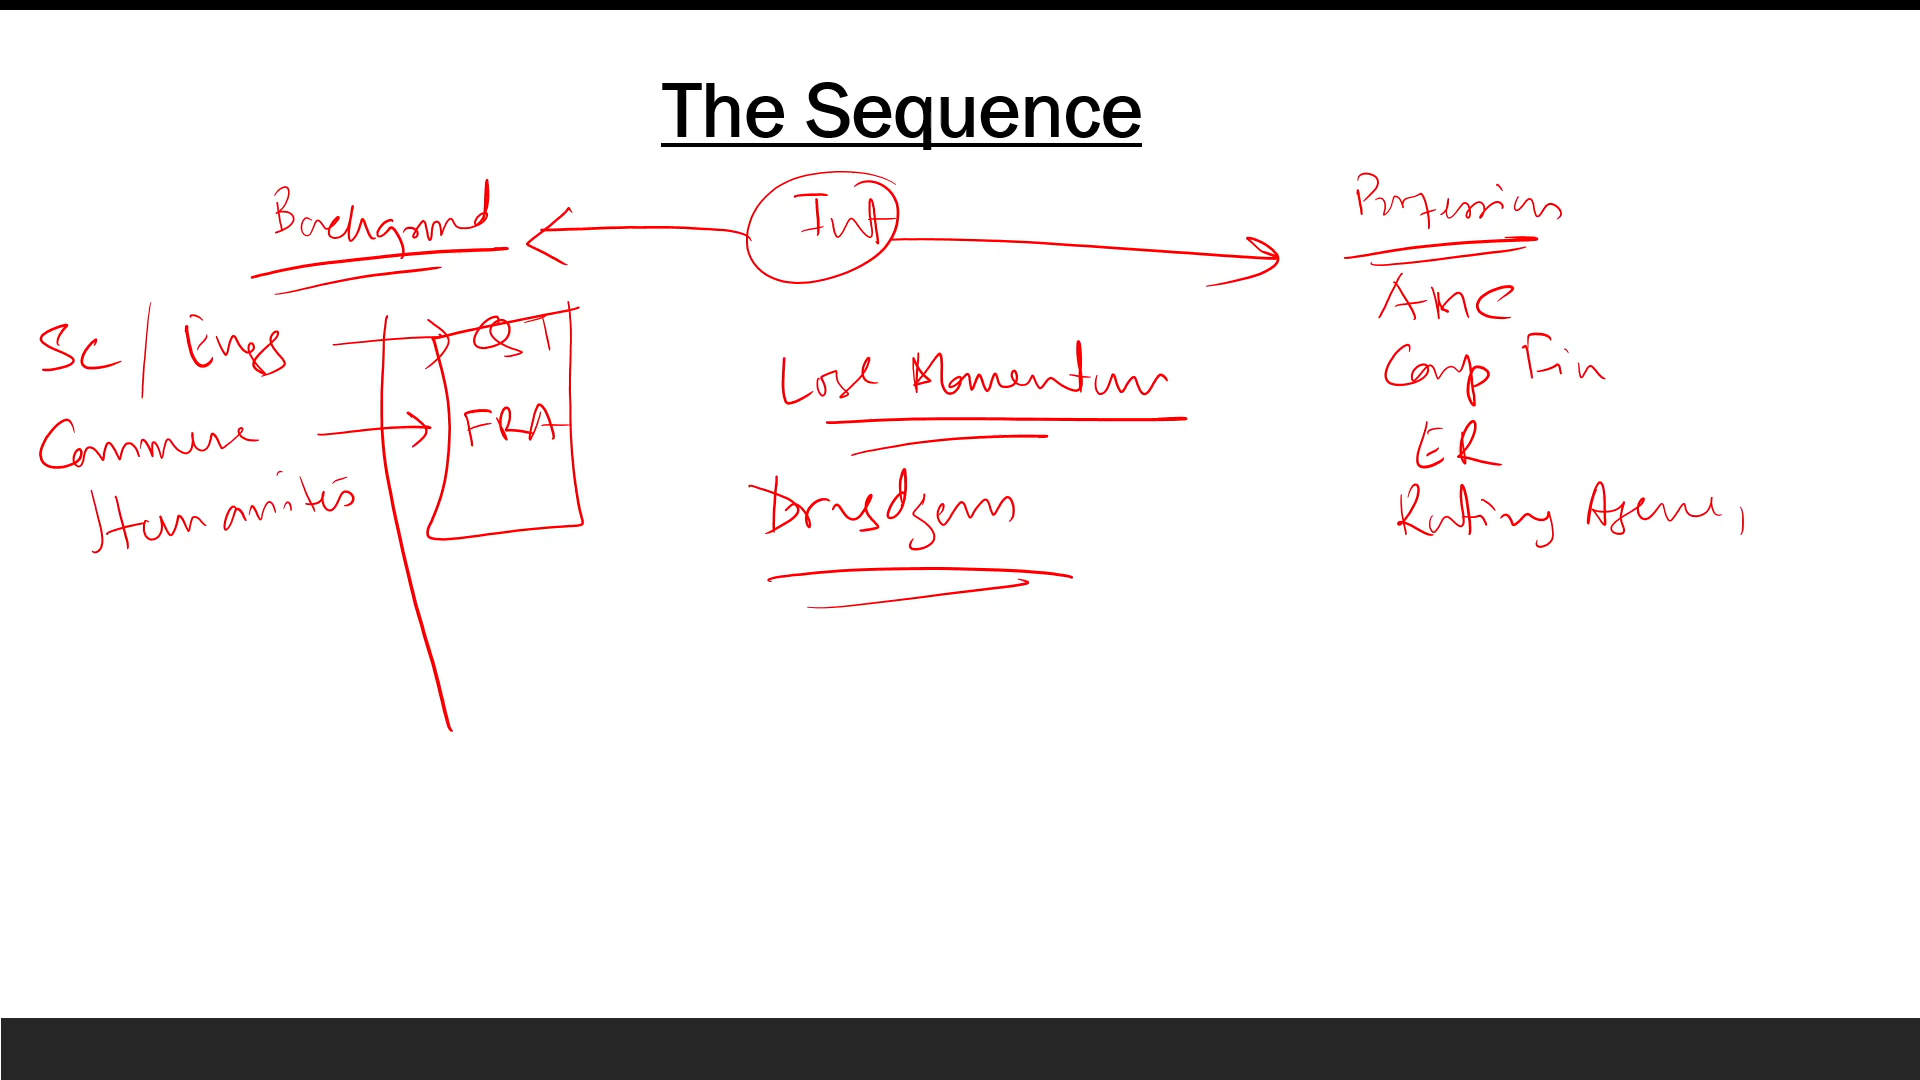 The Sequence
Background
Int
Professions
Sc / Engg
QT
AMC
Commerce
FRA
Lose Momentum
Corp Fin
Humanities
ER
Rating Agency